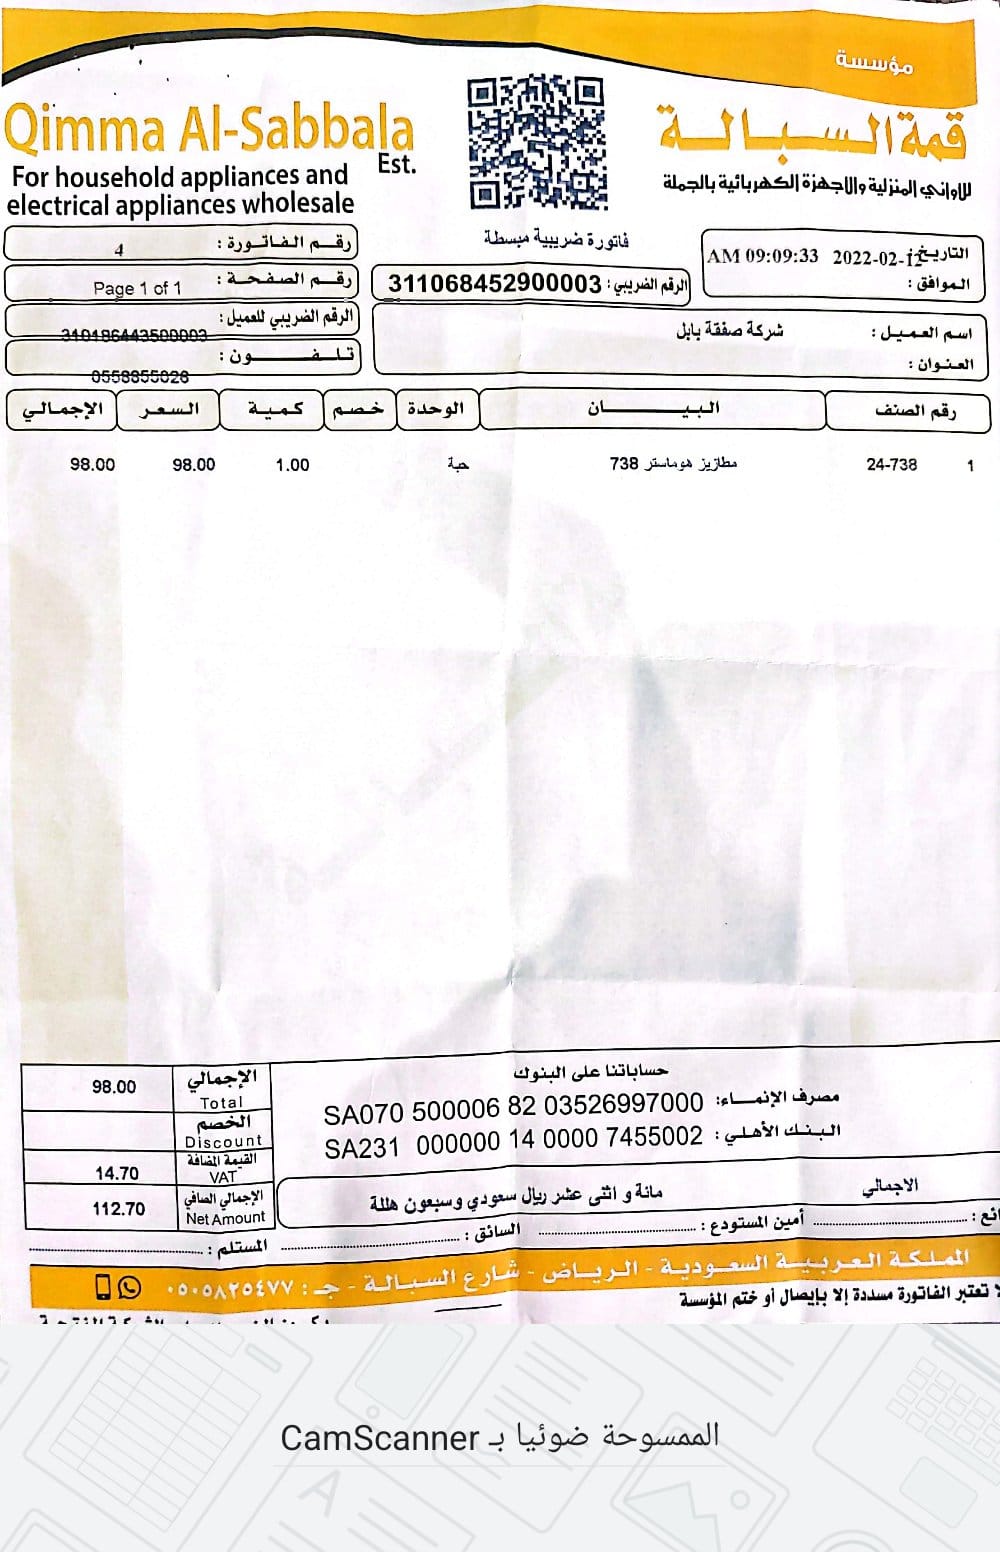 مؤسسة
قمة السبالة
للاواني المنزلية والاجهزة الكهربائية بالجملة
Qimma Al-Sabbala
Est.
For household appliances and
electrical appliances wholesale
فاتورة ضريبية مبسطة
رقم الفاتورة : 4
رقم الصفحة : Page 1 of 1
الرقم الضريبي للعميل : 310186443500003
تلفون : 0558855026
الرقم الضريبي : 311068452900003
التاريخ : 2022-02-12 09:09:33 AM
الموافق :
اسم العميل : شركة صفقة بابل
العنوان :
رقم الصنف البيان الوحدة خصم كمية السعر الإجمالي
1 24-738 مطازيز هوماستر 738 حبة 1.00 98.00 98.00
حساباتنا على البنوك
مصرف الإنماء: SA070 500006 82 03526997000
البنك الأهلي : SA231 000000 14 0000 7455002
الإجمالي Total 98.00
الخصم Discount
القيمة المضافة VAT 14.70
الإجمالي الصافي Net Amount 112.70
الاجمالي مائة و اثنى عشر ريال سعودي وسبعون هللة
أمين المستودع : السائق : المستلم :
المملكة العربية السعودية - الرياض - شارع السبالة - جـ : ٠٥٠٥٨٢٥٤٧٧
لا تعتبر الفاتورة مسددة إلا بإيصال أو ختم المؤسسة
الممسوحة ضوئيا بـ CamScanner